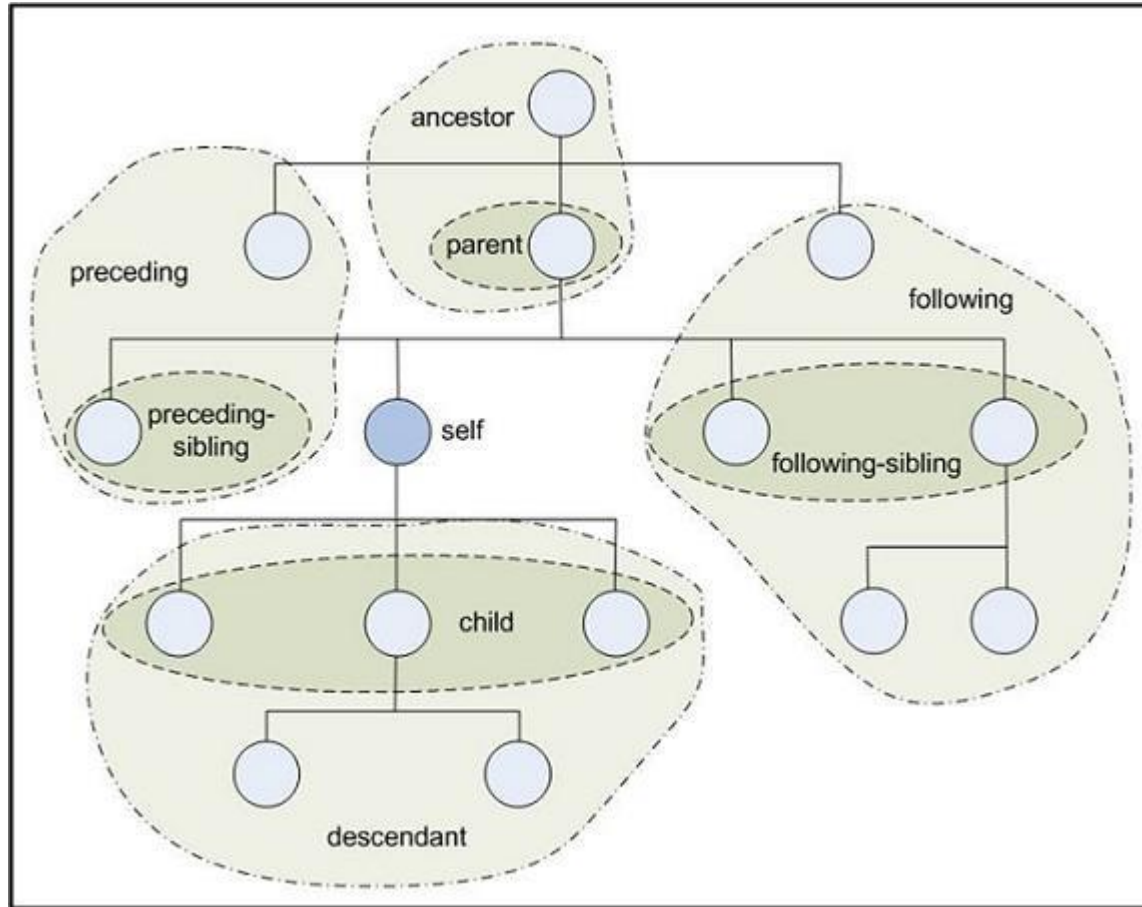 ancestor
parent
preceding
following
preceding-
sibling
self
following-sibling
child
descendant